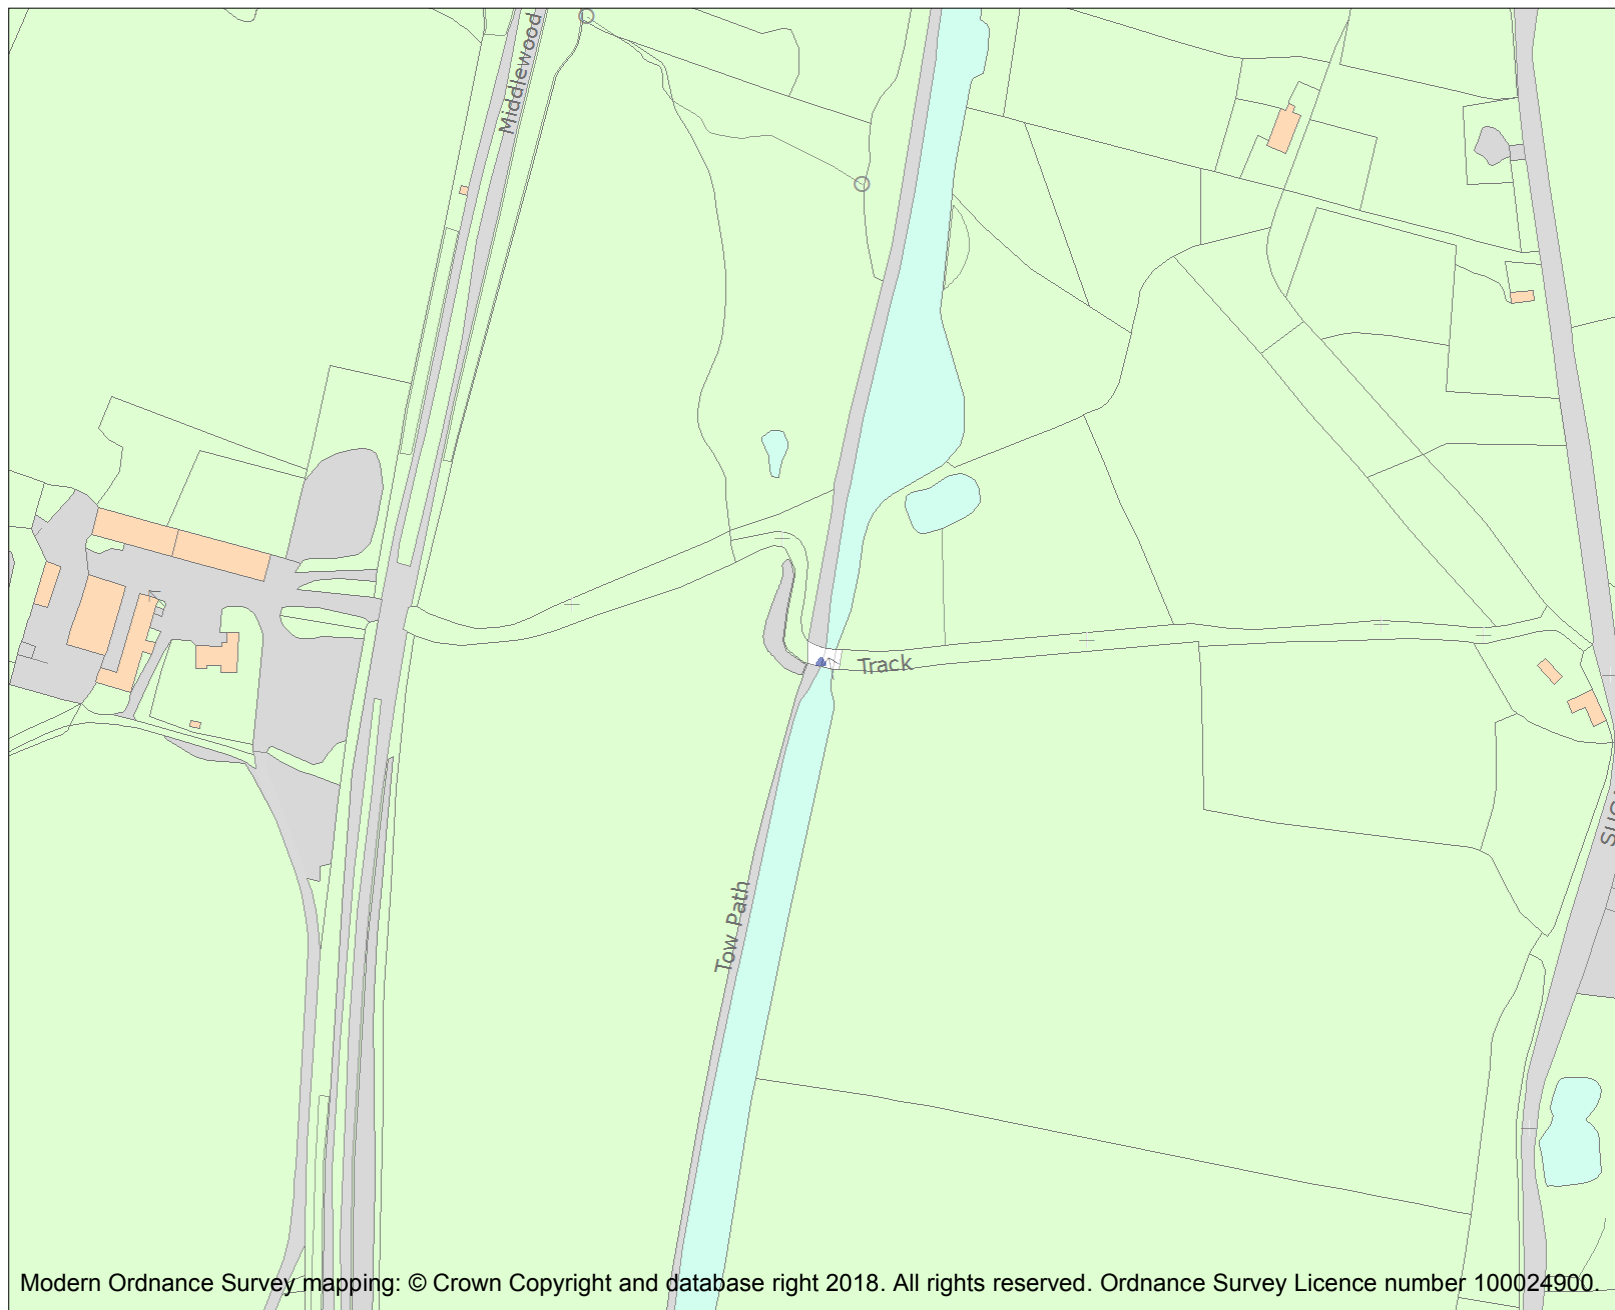 Middlewood
Track
Tow Path
Modern Ordnance Survey mapping: © Crown Copyright and database right 2018. All rights reserved. Ordnance Survey Licence number 100024900.